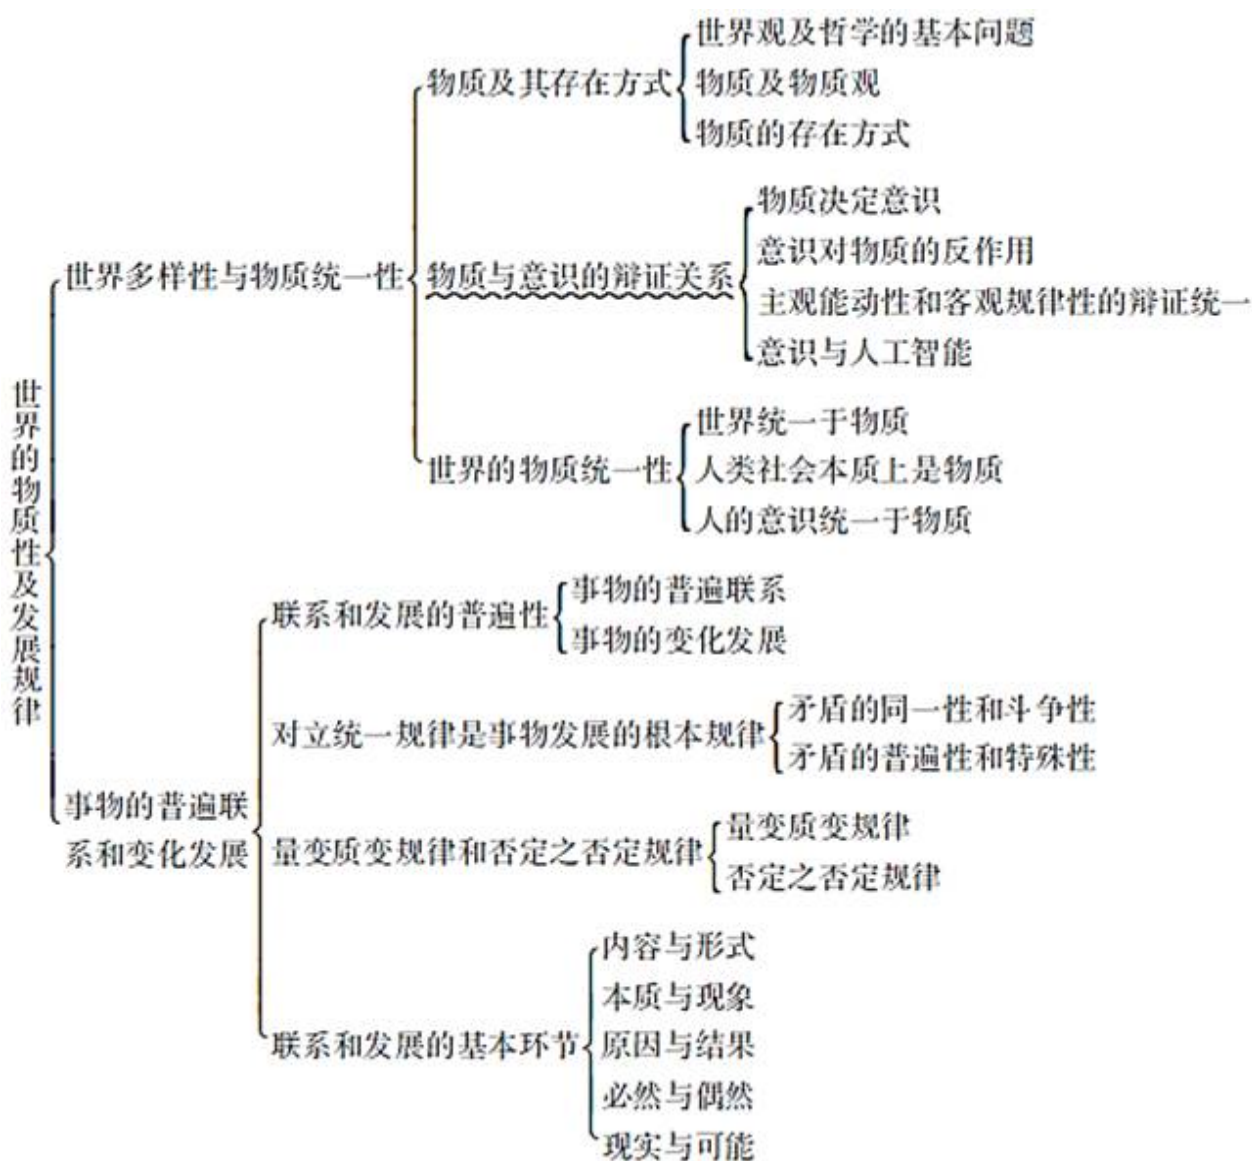 世界的物质性及发展规律
世界多样性与物质统一性
物质及其存在方式
世界观及哲学的基本问题
物质及物质观
物质的存在方式
物质与意识的辩证关系
物质决定意识
意识对物质的反作用
主观能动性和客观规律性的辩证统一
意识与人工智能
世界的物质统一性
世界统一于物质
人类社会本质上是物质
人的意识统一于物质
事物的普遍联
系和变化发展
联系和发展的普遍性
事物的普遍联系
事物的变化发展
对立统一规律是事物发展的根本规律
矛盾的同一性和斗争性
矛盾的普遍性和特殊性
量变质变规律和否定之否定规律
量变质变规律
否定之否定规律
联系和发展的基本环节
内容与形式
本质与现象
原因与结果
必然与偶然
现实与可能